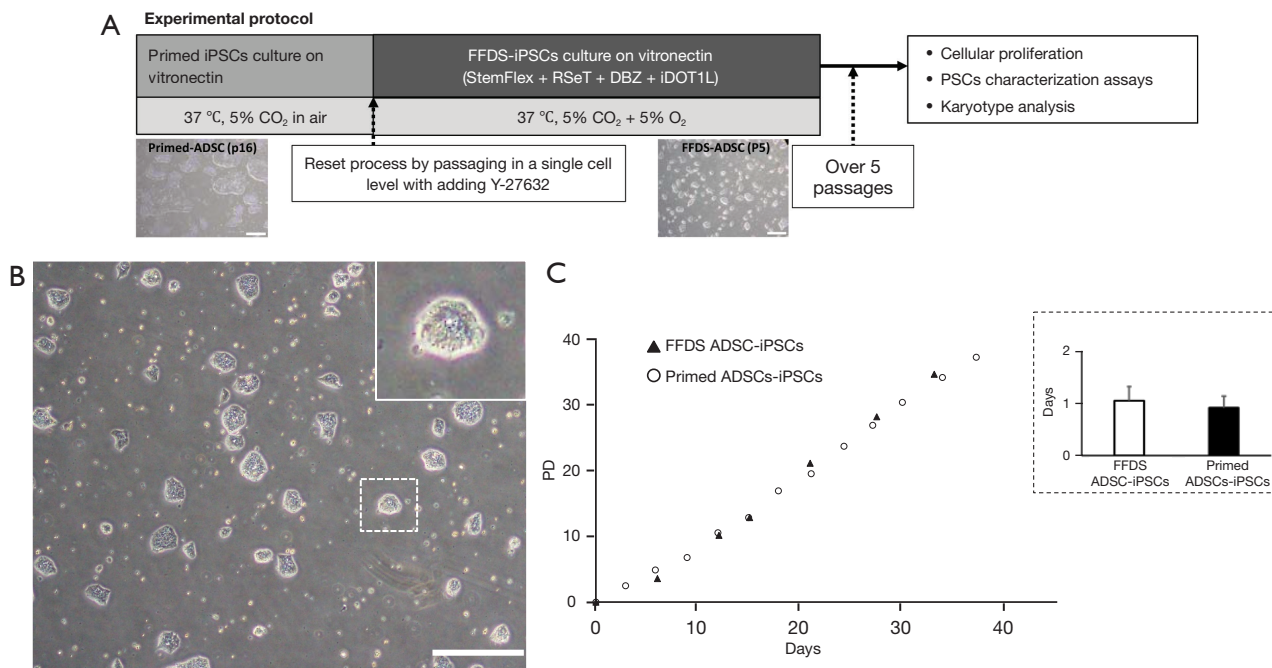 A
Experimental protocol
Primed iPSCs culture on
vitronectin
FFDS-iPSCs culture on vitronectin
(StemFlex + RSeT + DBZ + iDOT1L)
• Cellular proliferation
• PSCs characterization assays
• Karyotype analysis
37 ℃, 5% CO₂ in air
37 ℃, 5% CO₂ + 5% O₂
Primed-ADSC (p16)
Reset process by passaging in a single cell
level with adding Y-27632
FFDS-ADSC (P5)
Over 5
passages
B
C
40
30
20
10
0
PD
FFDS ADSC-iPSCs
Primed ADSCs-iPSCs
0
10
20
30
40
Days
2
1
0
Days
FFDS
ADSC-iPSCs
Primed
ADSCs-iPSCs